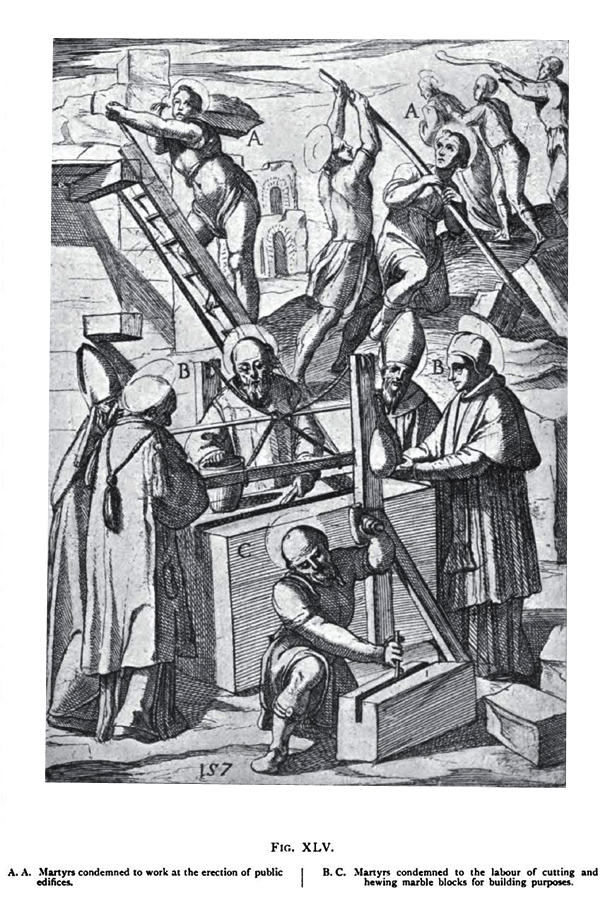 A
A
B
B
C
157
FIG. XLV.
A. A. Martyrs condemned to work at the erection of public
edifices.
B. C. Martyrs condemned to the labour of cutting and
hewing marble blocks for building purposes.